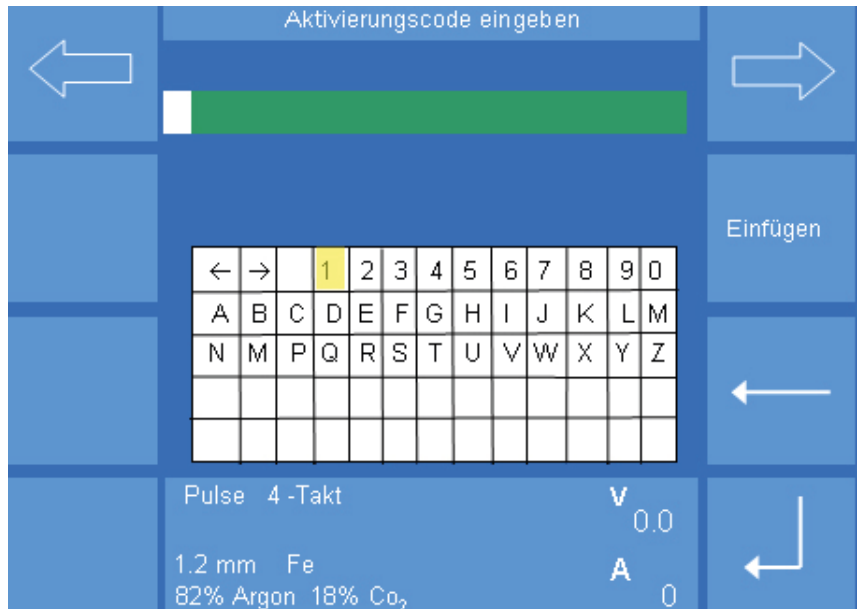 Aktivierungscode eingeben
Einfügen
← → 1 2 3 4 5 6 7 8 9 0
A B C D E F G H I J K L M
N M P Q R S T U V W X Y Z
Pulse 4 -Takt
V
0.0
1.2 mm Fe
A
82% Argon 18% Co₂
0